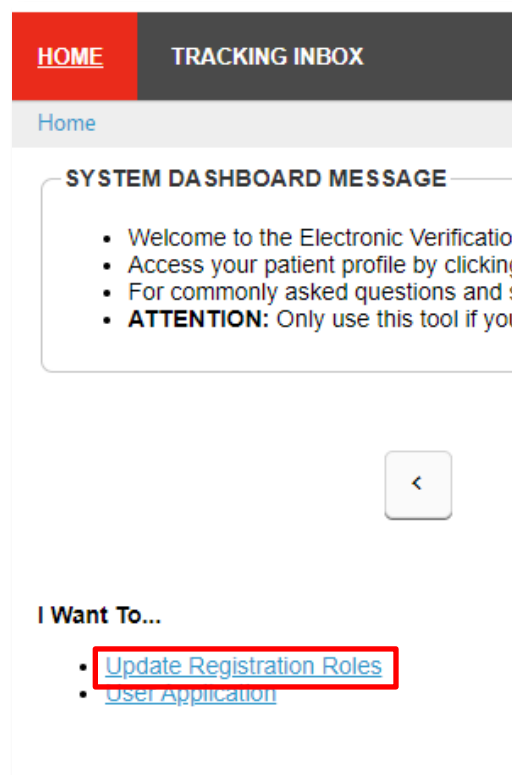 HOME TRACKING INBOX
Home
SYSTEM DASHBOARD MESSAGE
Welcome to the Electronic
Access your patient profile by
For commonly asked questions and
ATTENTION: Only use this tool if
<
I Want To...
Update Registration Roles
User Application